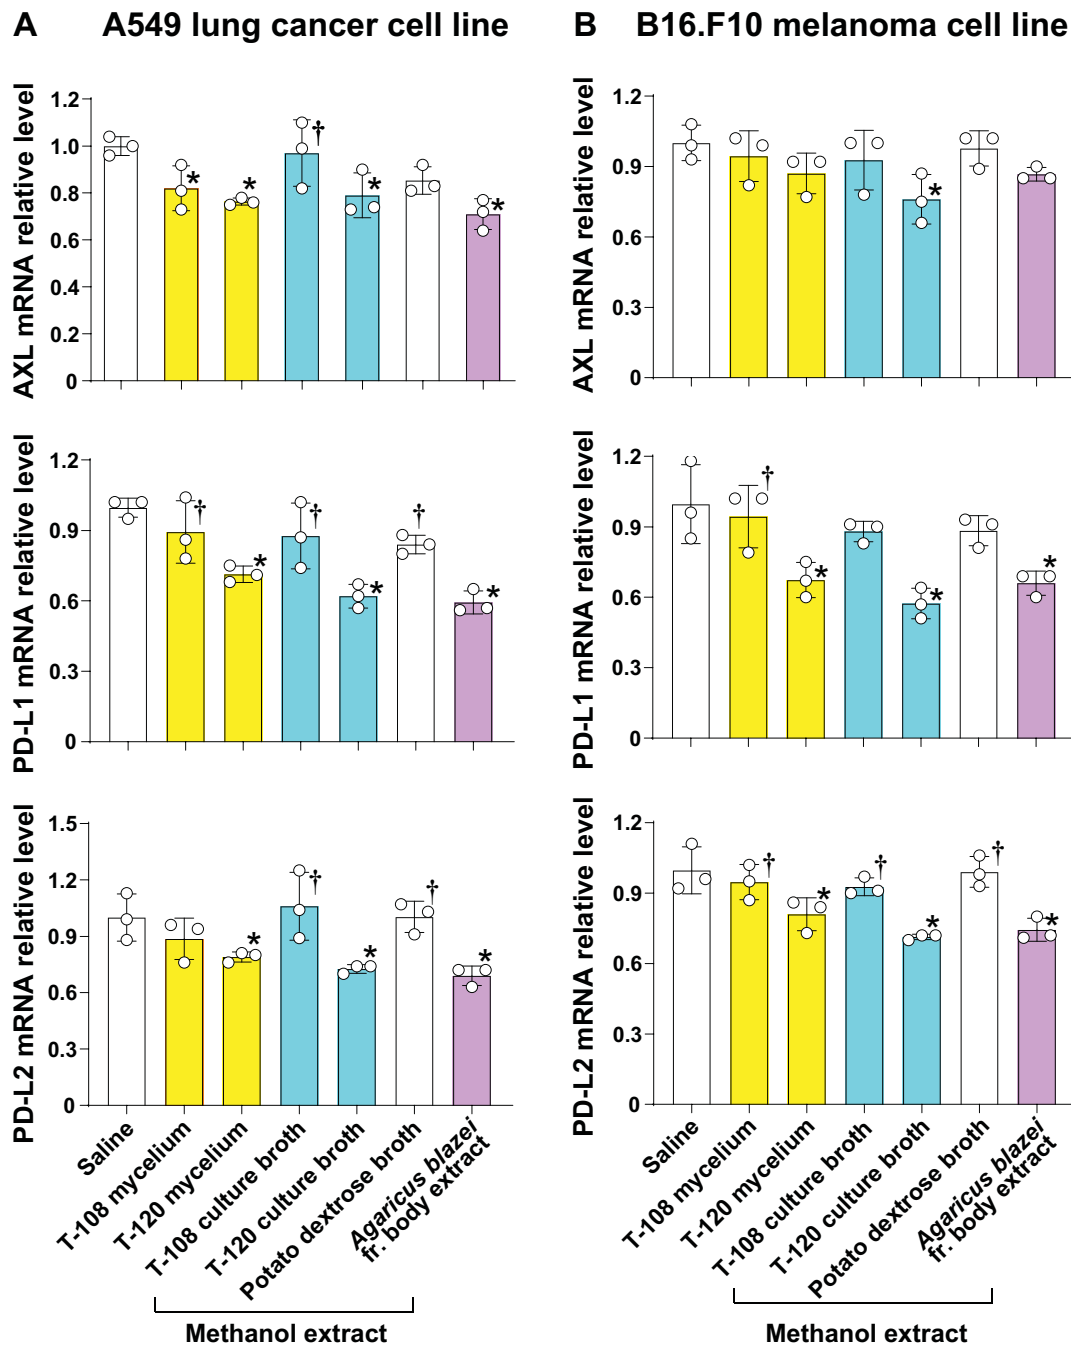 A A549 lung cancer cell line
B B16.F10 melanoma cell line
AXL mRNA relative level
1.2
1.0
0.8
0.6
0.4
0.2
0
* * † * *
AXL mRNA relative level
1.2
0.9
0.6
0.3
0
*
PD-L1 mRNA relative level
1.2
0.9
0.6
0.3
0
† * † * † *
PD-L1 mRNA relative level
1.2
0.9
0.6
0.3
0
† * * *
PD-L2 mRNA relative level
1.5
1.2
0.9
0.6
0.3
0
* † * † *
PD-L2 mRNA relative level
1.2
0.9
0.6
0.3
0
† * † * † *
Saline
T-108 mycelium
T-120 mycelium
T-108 culture broth
T-120 culture broth
Potato dextrose broth
Agaricus blazei
fr. body extract
Methanol extract
Saline
T-108 mycelium
T-120 mycelium
T-108 culture broth
T-120 culture broth
Potato dextrose broth
Agaricus blazei
fr. body extract
Methanol extract